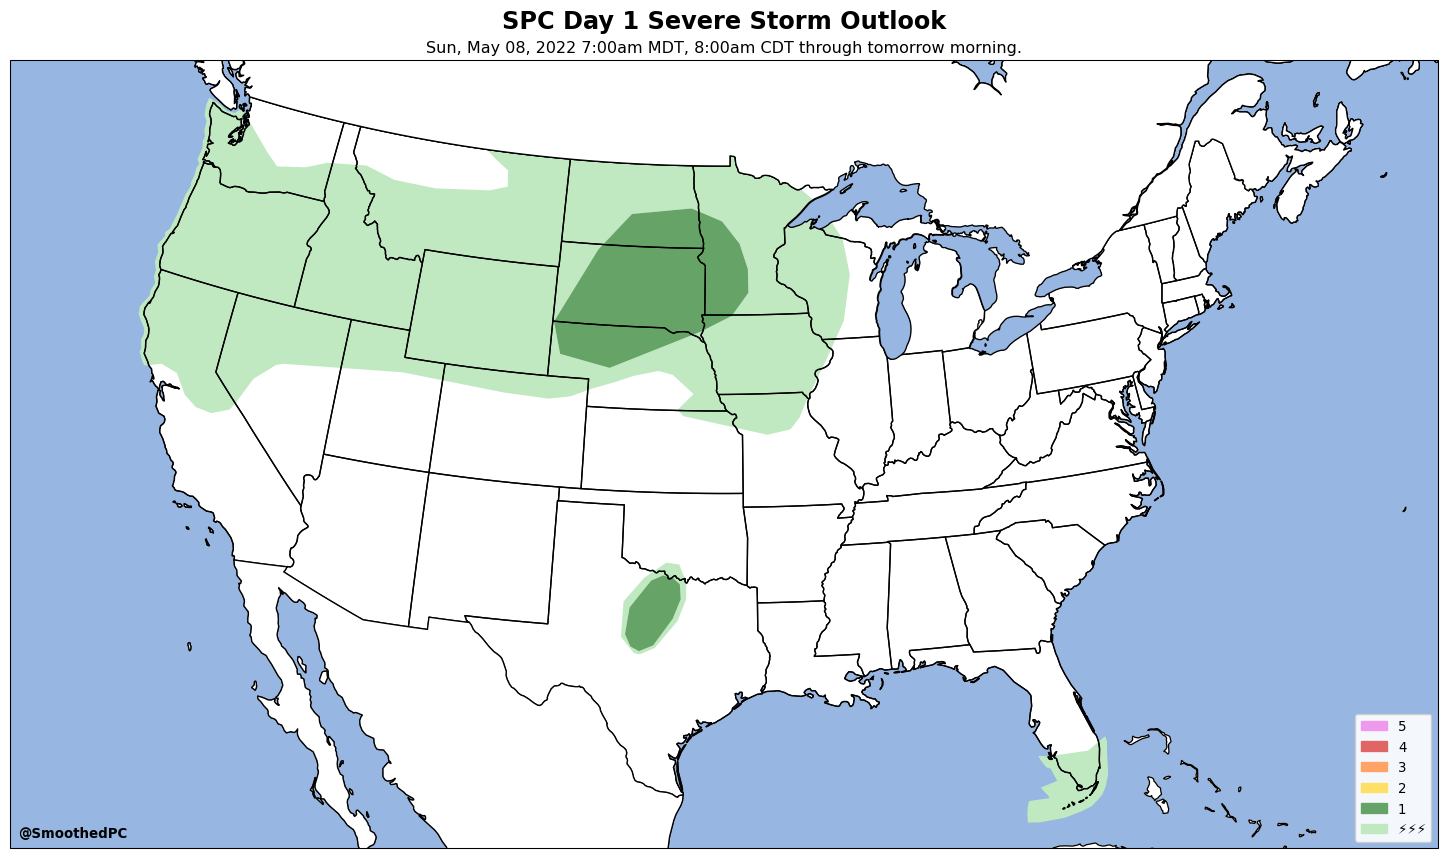 SPC Day 1 Severe Storm Outlook
Sun, May 08, 2022 7:00am MDT, 8:00am CDT through tomorrow morning.
5
4
3
2
1
⚡⚡⚡
@SmoothedPC